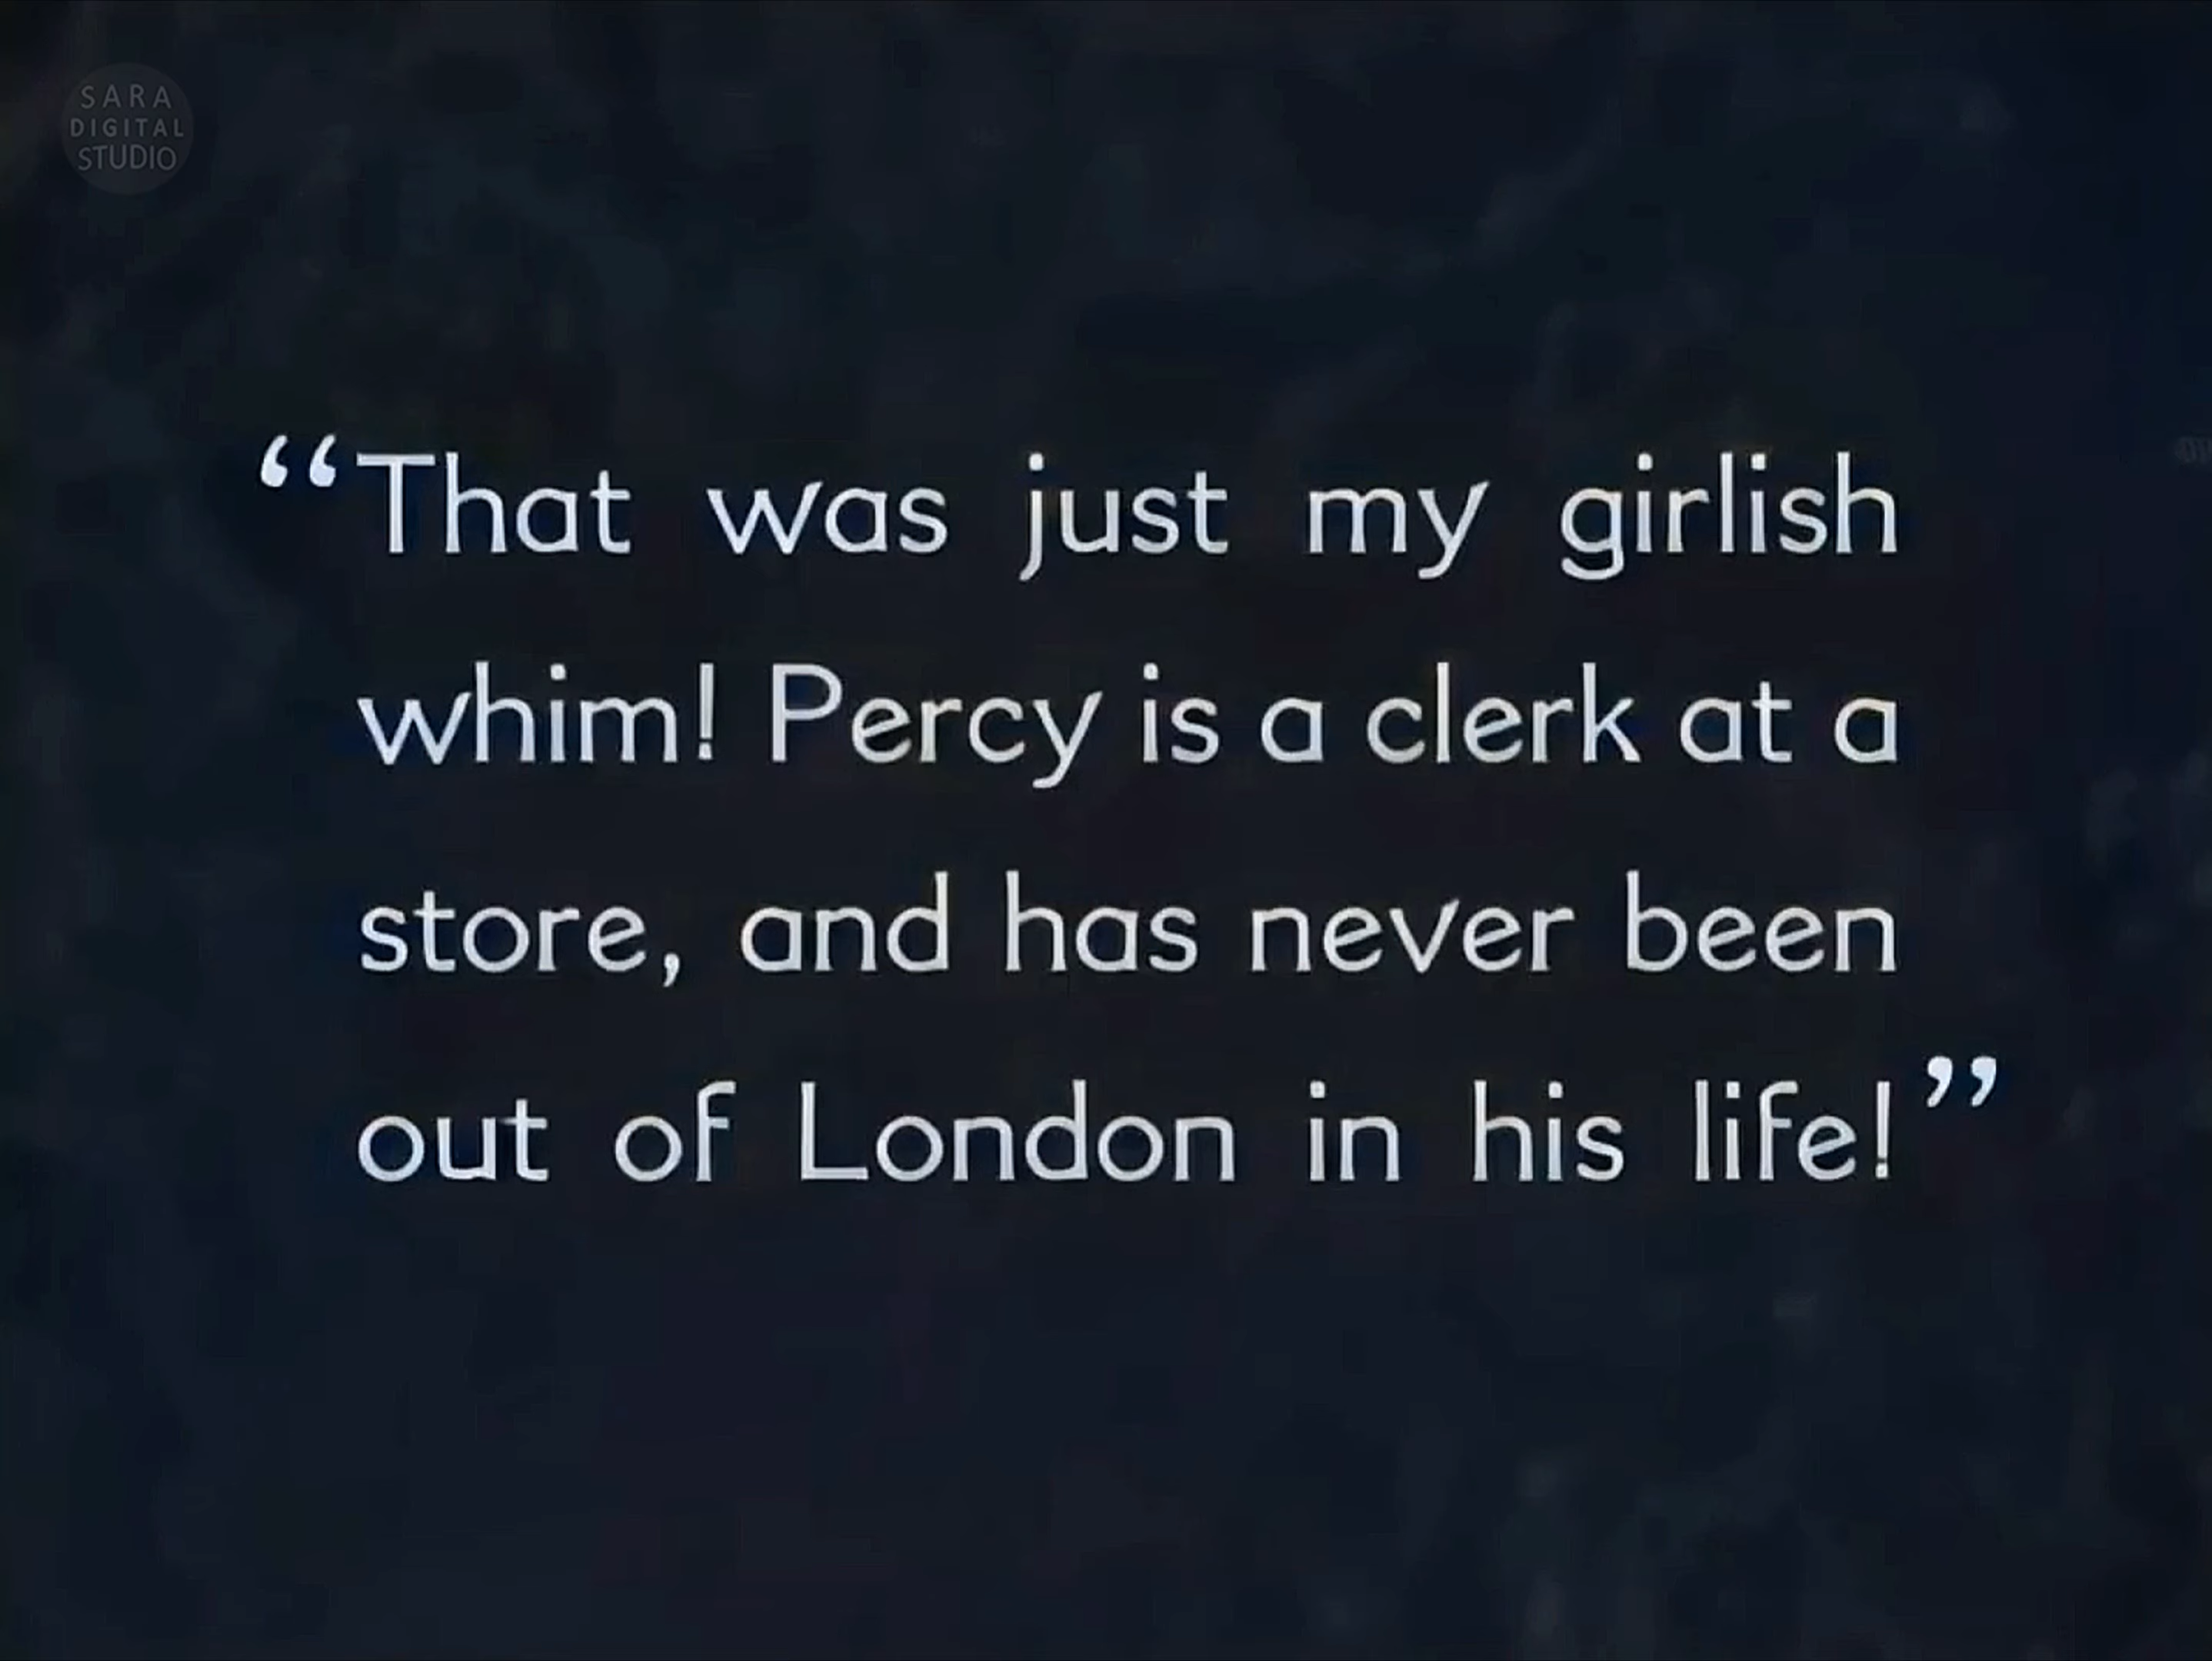 SARA
DIGITAL
STUDIO
“That was just my girlish
whim! Percy is a clerk at a
store, and has never been
out of London in his life!”